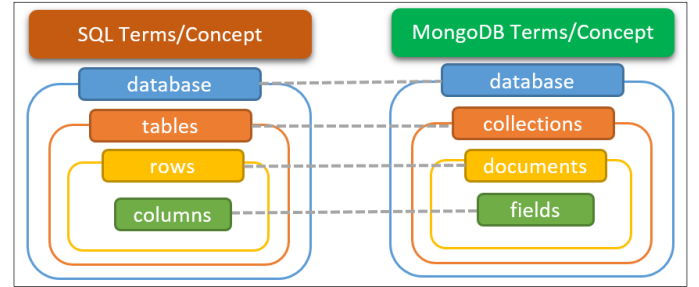 SQL Terms/Concept
MongoDB Terms/Concept
database
database
tables
collections
rows
documents
columns
fields